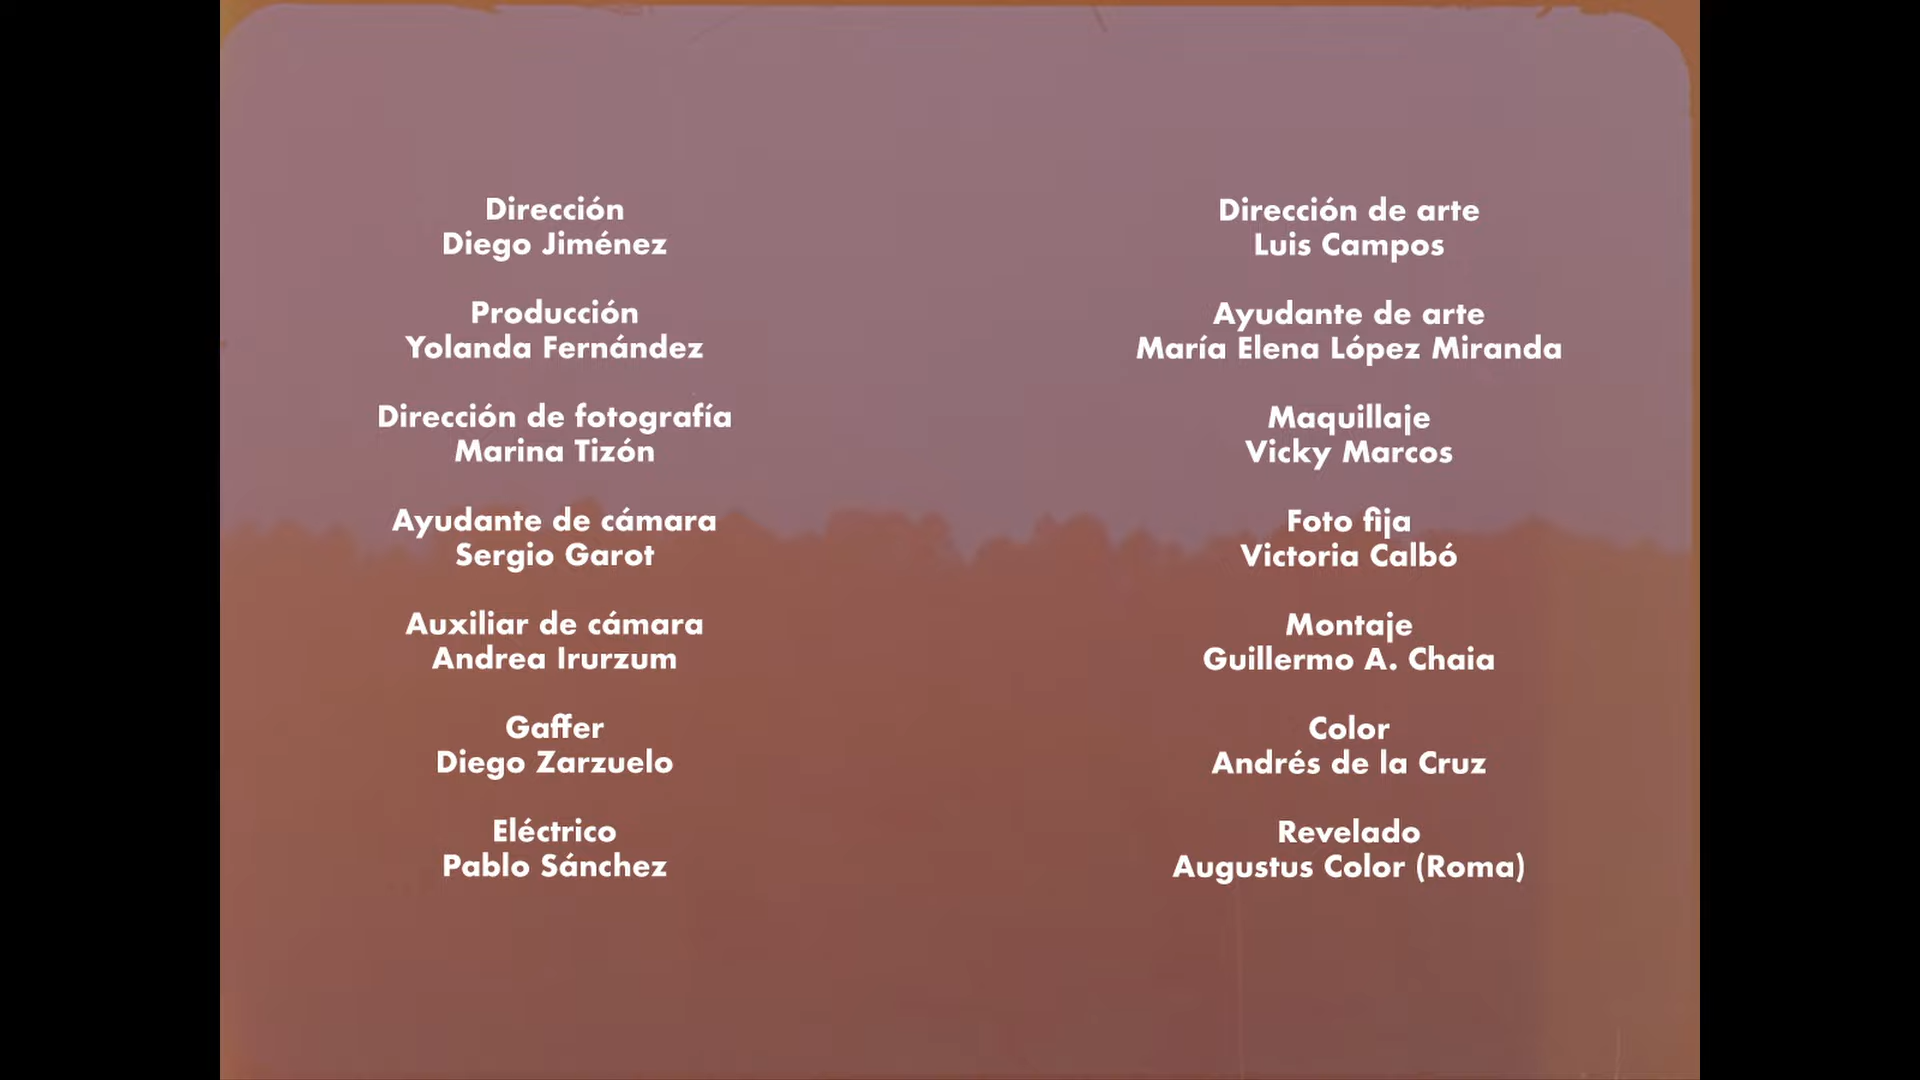 Dirección
Diego Jiménez
Producción
Yolanda Fernández
Dirección de fotografía
Marina Tizón
Ayudante de cámara
Sergio Garot
Auxiliar de cámara
Andrea Irurzum
Gaffer
Diego Zarzuelo
Eléctrico
Pablo Sánchez
Dirección de arte
Luis Campos
Ayudante de arte
María Elena López Miranda
Maquillaje
Vicky Marcos
Foto fija
Victoria Calbó
Montaje
Guillermo A. Chaia
Color
Andrés de la Cruz
Revelado
Augustus Color (Roma)